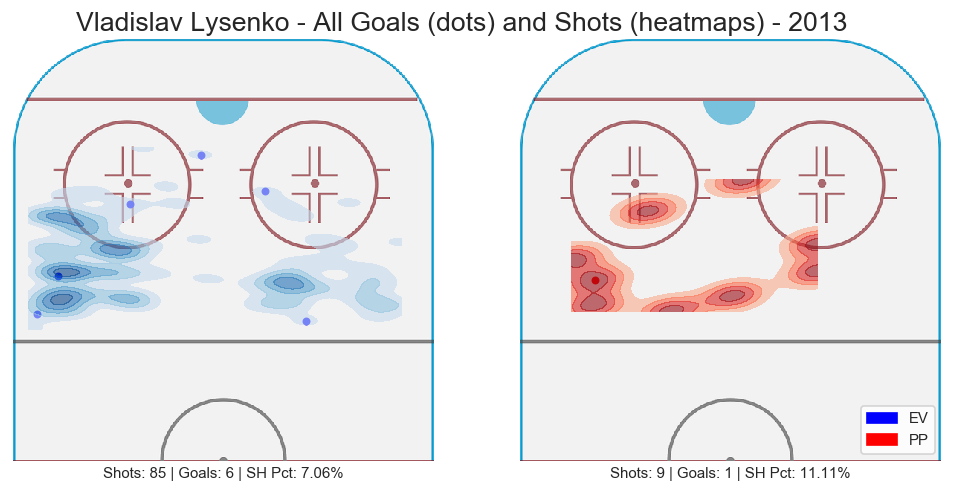 Vladislav Lysenko - All Goals (dots) and Shots (heatmaps) - 2013
EV
PP
Shots: 85 | Goals: 6 | SH Pct: 7.06%
Shots: 9 | Goals: 1 | SH Pct: 11.11%